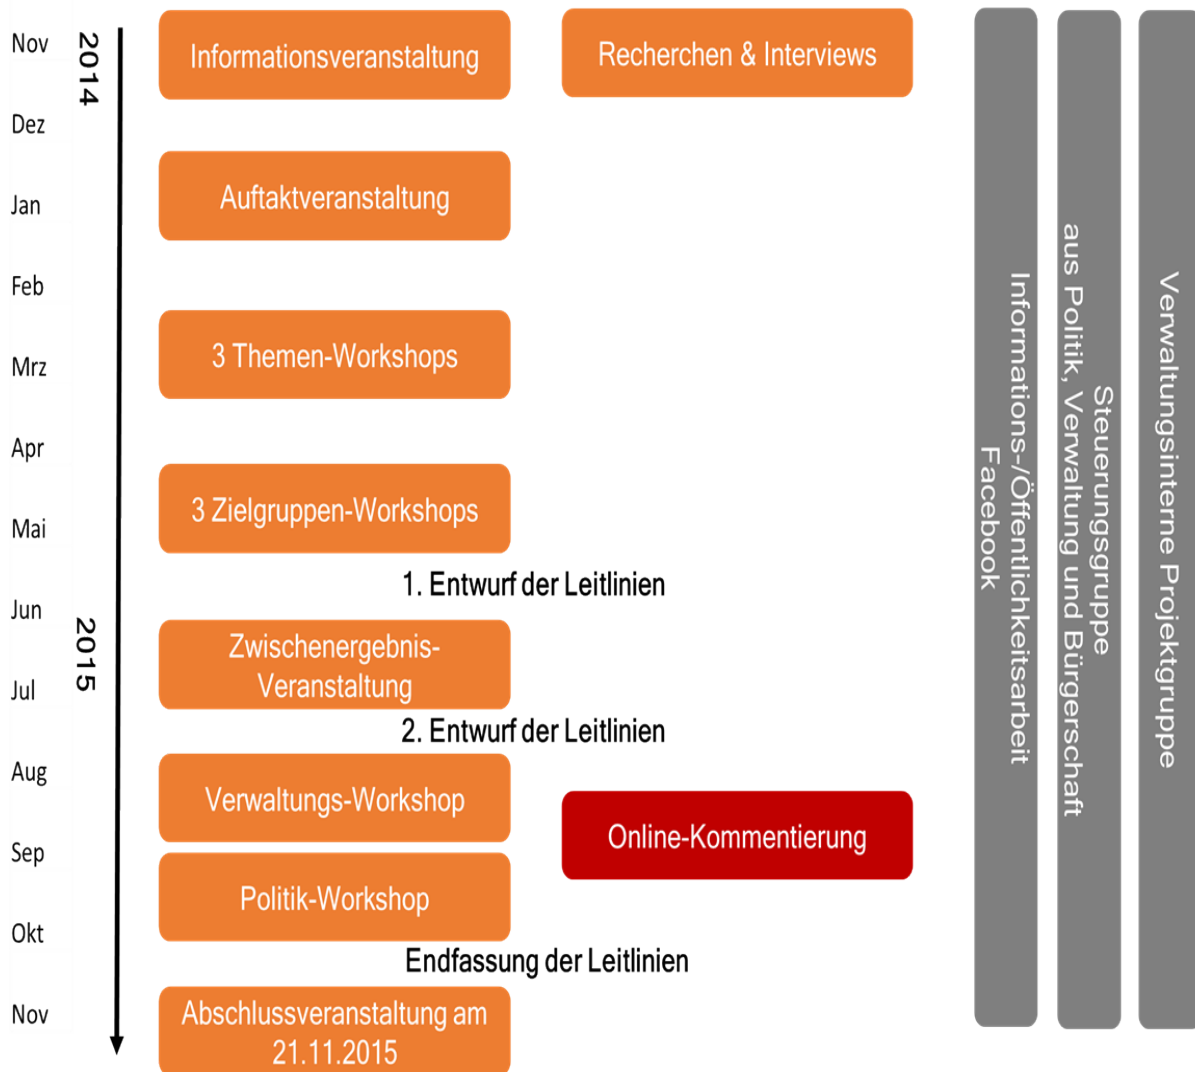 Nov
Dez
Jan
Feb
Mrz
Apr
Mai
Jun
Jul
Aug
Sep
Okt
Nov
2014
2015
Informationsveranstaltung
Recherchen & Interviews
Auftaktveranstaltung
3 Themen-Workshops
3 Zielgruppen-Workshops
1. Entwurf der Leitlinien
Zwischenergebnis-
Veranstaltung
2. Entwurf der Leitlinien
Verwaltungs-Workshop
Online-Kommentierung
Politik-Workshop
Endfassung der Leitlinien
Abschlussveranstaltung am
21.11.2015
Informations-/Öffentlichkeitsarbeit
Facebook
Steuerungsgruppe
aus Politik, Verwaltung und Bürgerschaft
Verwaltungsinterne Projektgruppe